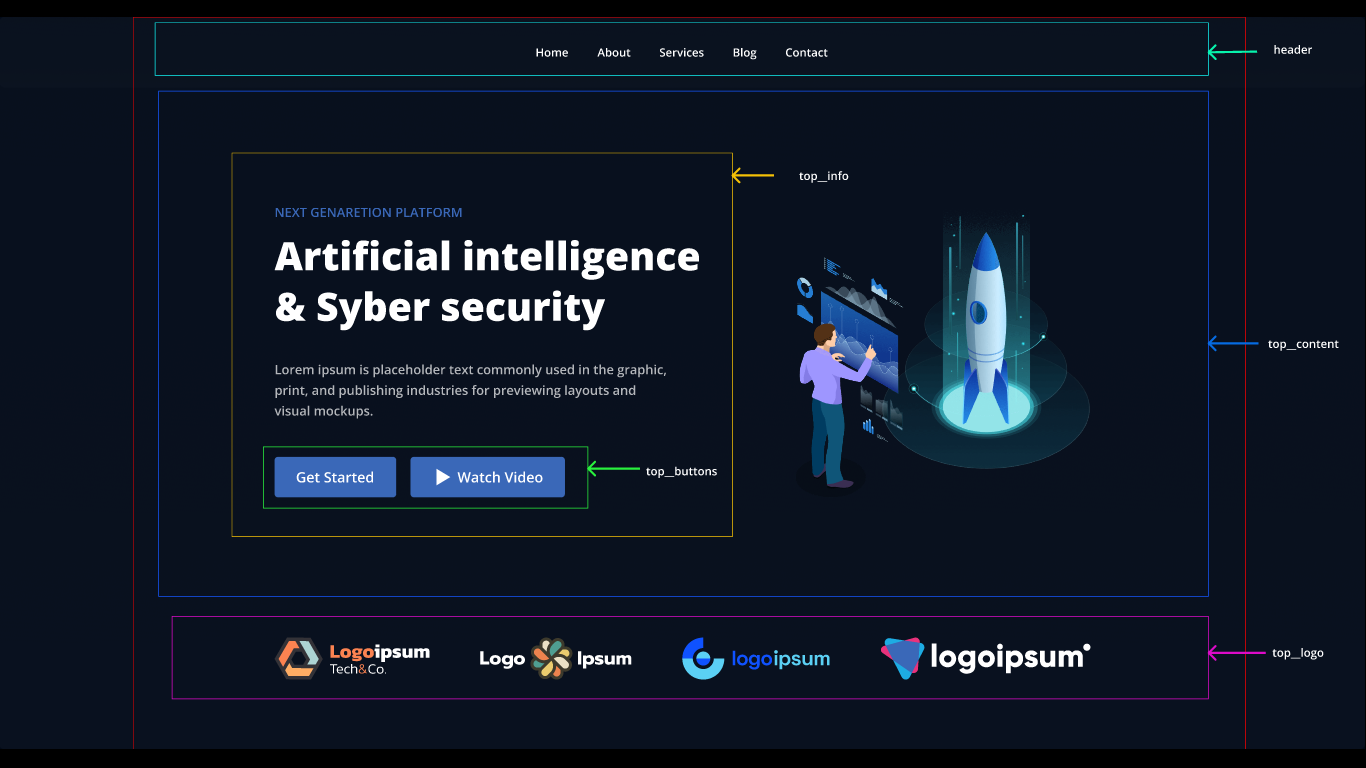 Home About Services Blog Contact
header
top__info
NEXT GENARETION PLATFORM
Artificial intelligence
& Syber security
top__content
Lorem ipsum is placeholder text commonly used in the graphic,
print, and publishing industries for previewing layouts and
visual mockups.
Get Started
Watch Video
top__buttons
Logoipsum
Tech&Co.
Logo Ipsum
logoipsum
logoipsum
top__logo